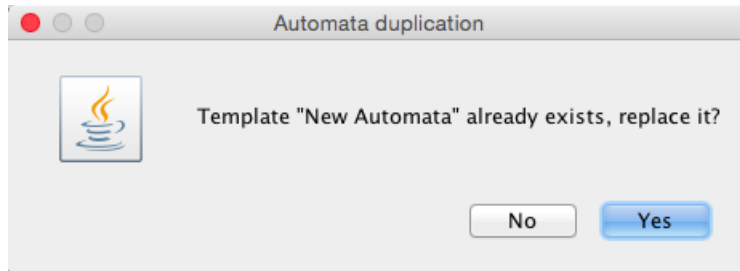 Automata duplication
Template "New Automata" already exists, replace it?
No
Yes